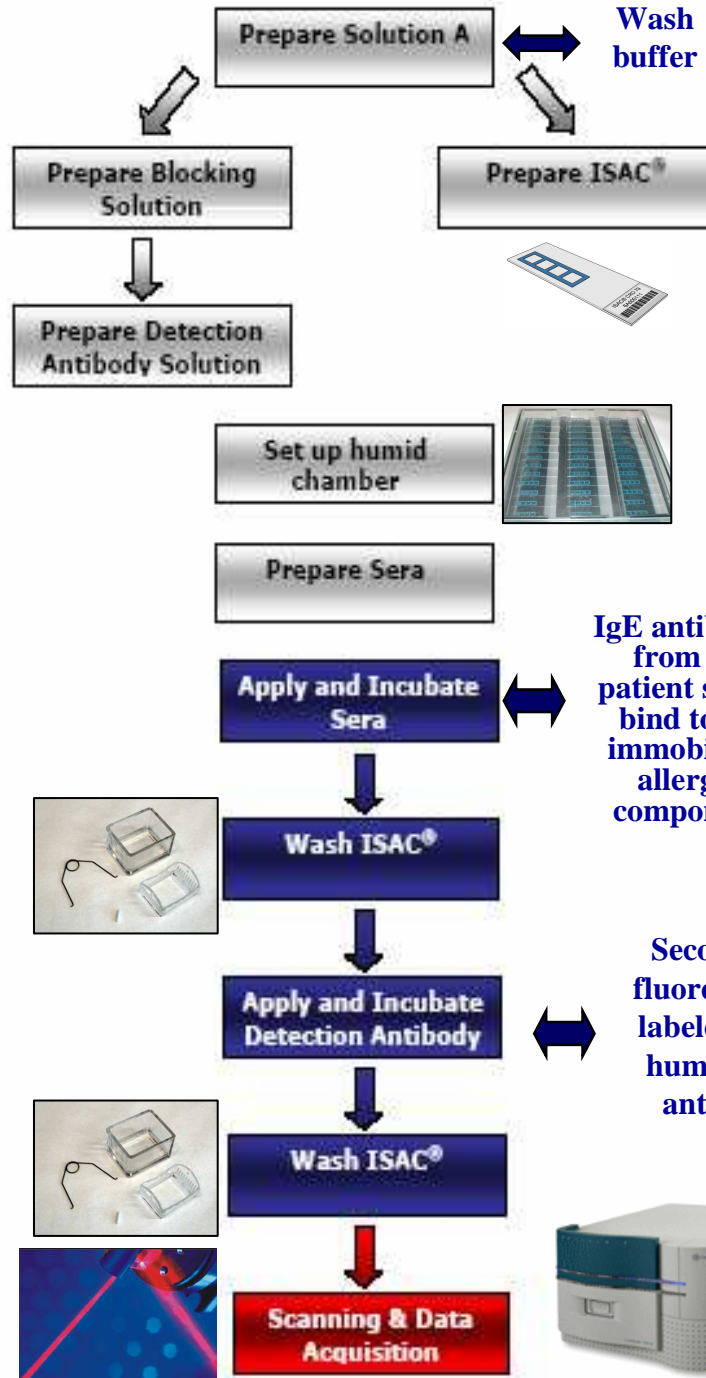 Prepare Solution A
Wash
buffer
Prepare Blocking
Solution
Prepare ISAC®
Prepare Detection
Antibody Solution
Set up humid
chamber
Prepare Sera
Apply and Incubate
Sera
IgE
from
patient
bind to
Wash ISAC®
Apply and Incubate
Detection Antibody
Wash ISAC®
Scanning & Data
Acquisition